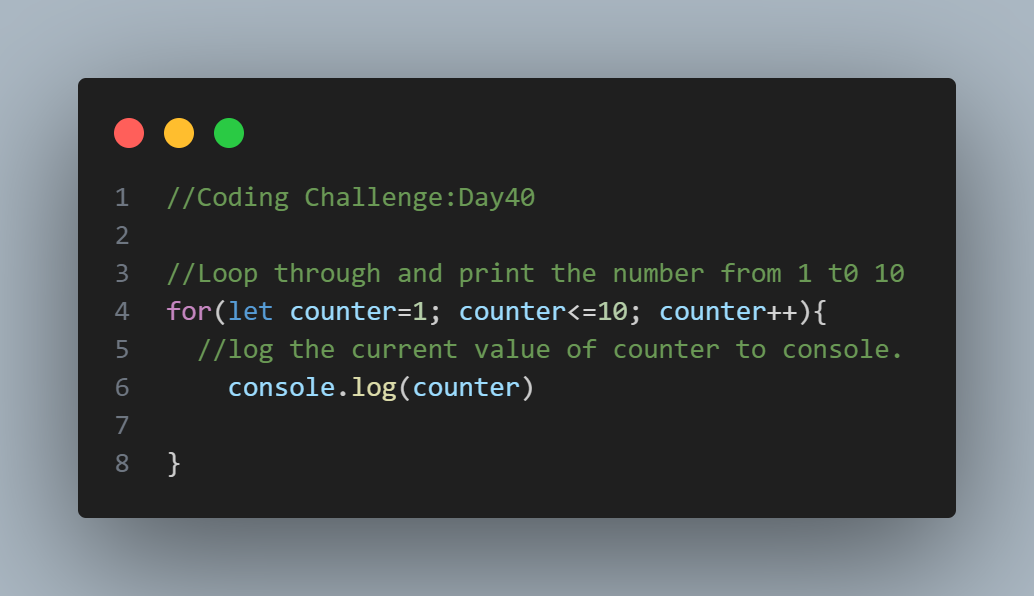 1 //Coding Challenge:Day40
2
3 //Loop through and print the number from 1 t0 10
4 for(let counter=1; counter<=10; counter++){
5   //log the current value of counter to console.
6     console.log(counter)
7
8 }